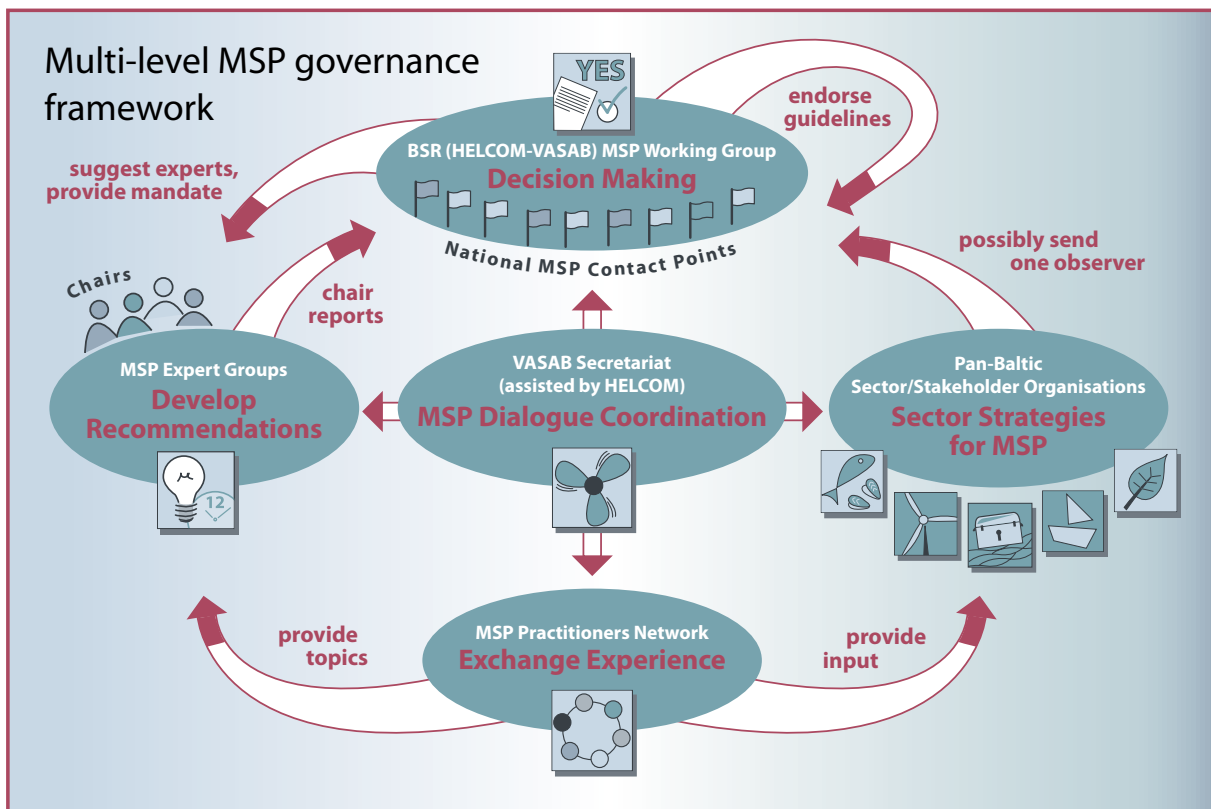 Multi-level MSP governance
framework
YES
endorse
guidelines
suggest experts,
provide mandate
BSR (HELCOM-VASAB) MSP Working Group
Decision Making
National MSP Contact Points
possibly send
one observer
Chairs
chair
reports
MSP Expert Groups
Develop
Recommendations
12
VASAB Secretariat
(assisted by HELCOM)
MSP Dialogue Coordination
Pan-Baltic
Sector/Stakeholder Organisations
Sector Strategies
for MSP
provide
topics
MSP Practitioners Network
Exchange Experience
provide
input